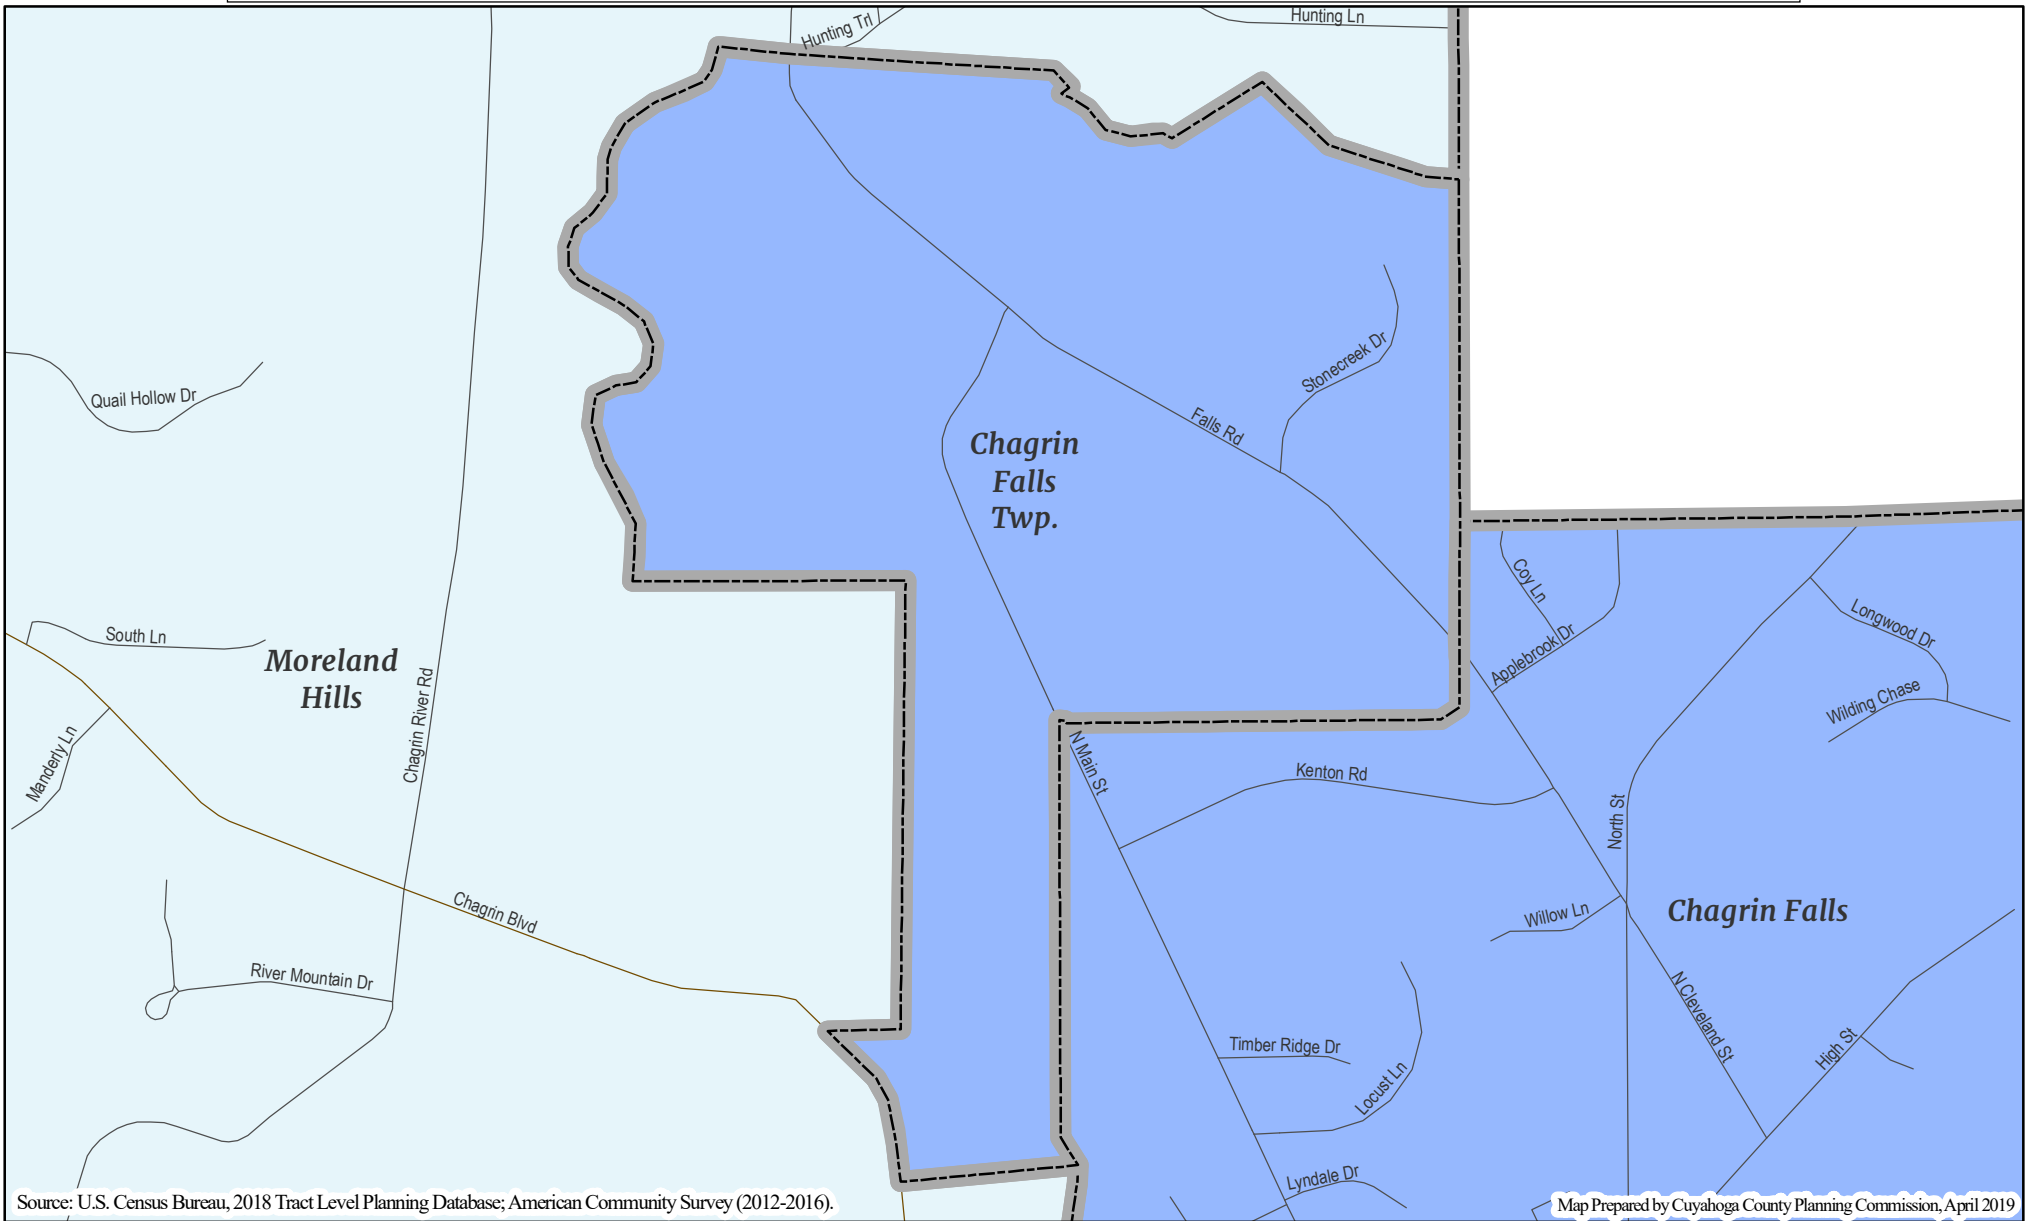 Hunting Trl
Hunting Ln
Quail Hollow Dr
Stonecreek Dr
Falls Rd
Chagrin
Falls
Twp.
Coy Ln
Applebrook Dr
Longwood Dr
Wilding Chase
South Ln
Moreland
Hills
Chagrin River Rd
Manderly Ln
N Main St
Kenton Rd
North St
Chagrin Blvd
Willow Ln
Chagrin Falls
River Mountain Dr
N Cleveland St
High St
Timber Ridge Dr
Locust Ln
Lyndale Dr
Source: U.S. Census Bureau, 2018 Tract Level Planning Database; American Community Survey (2012-2016).
Map Prepared by Cuyahoga County Planning Commission, April 2019